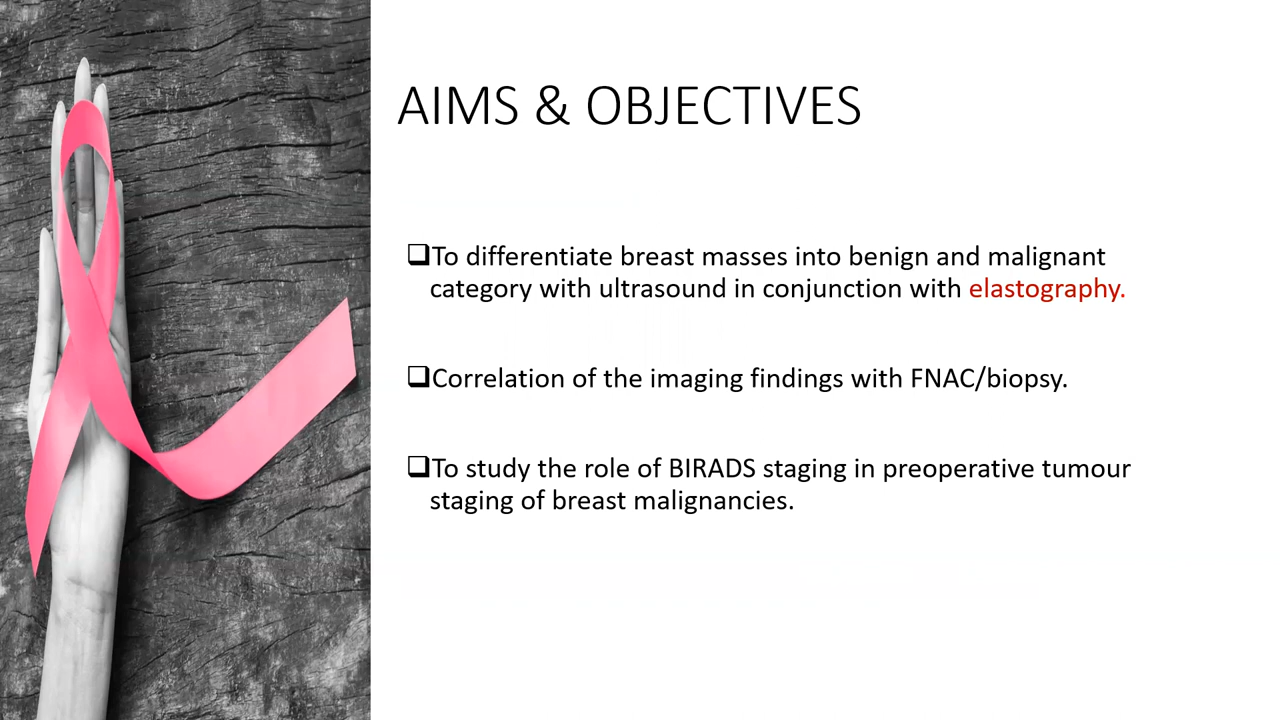 AIMS & OBJECTIVES
❑To differentiate breast masses into benign and malignant
category with ultrasound in conjunction with elastography.
❑Correlation of the imaging findings with FNAC/biopsy.
❑To study the role of BIRADS staging in preoperative tumour
staging of breast malignancies.